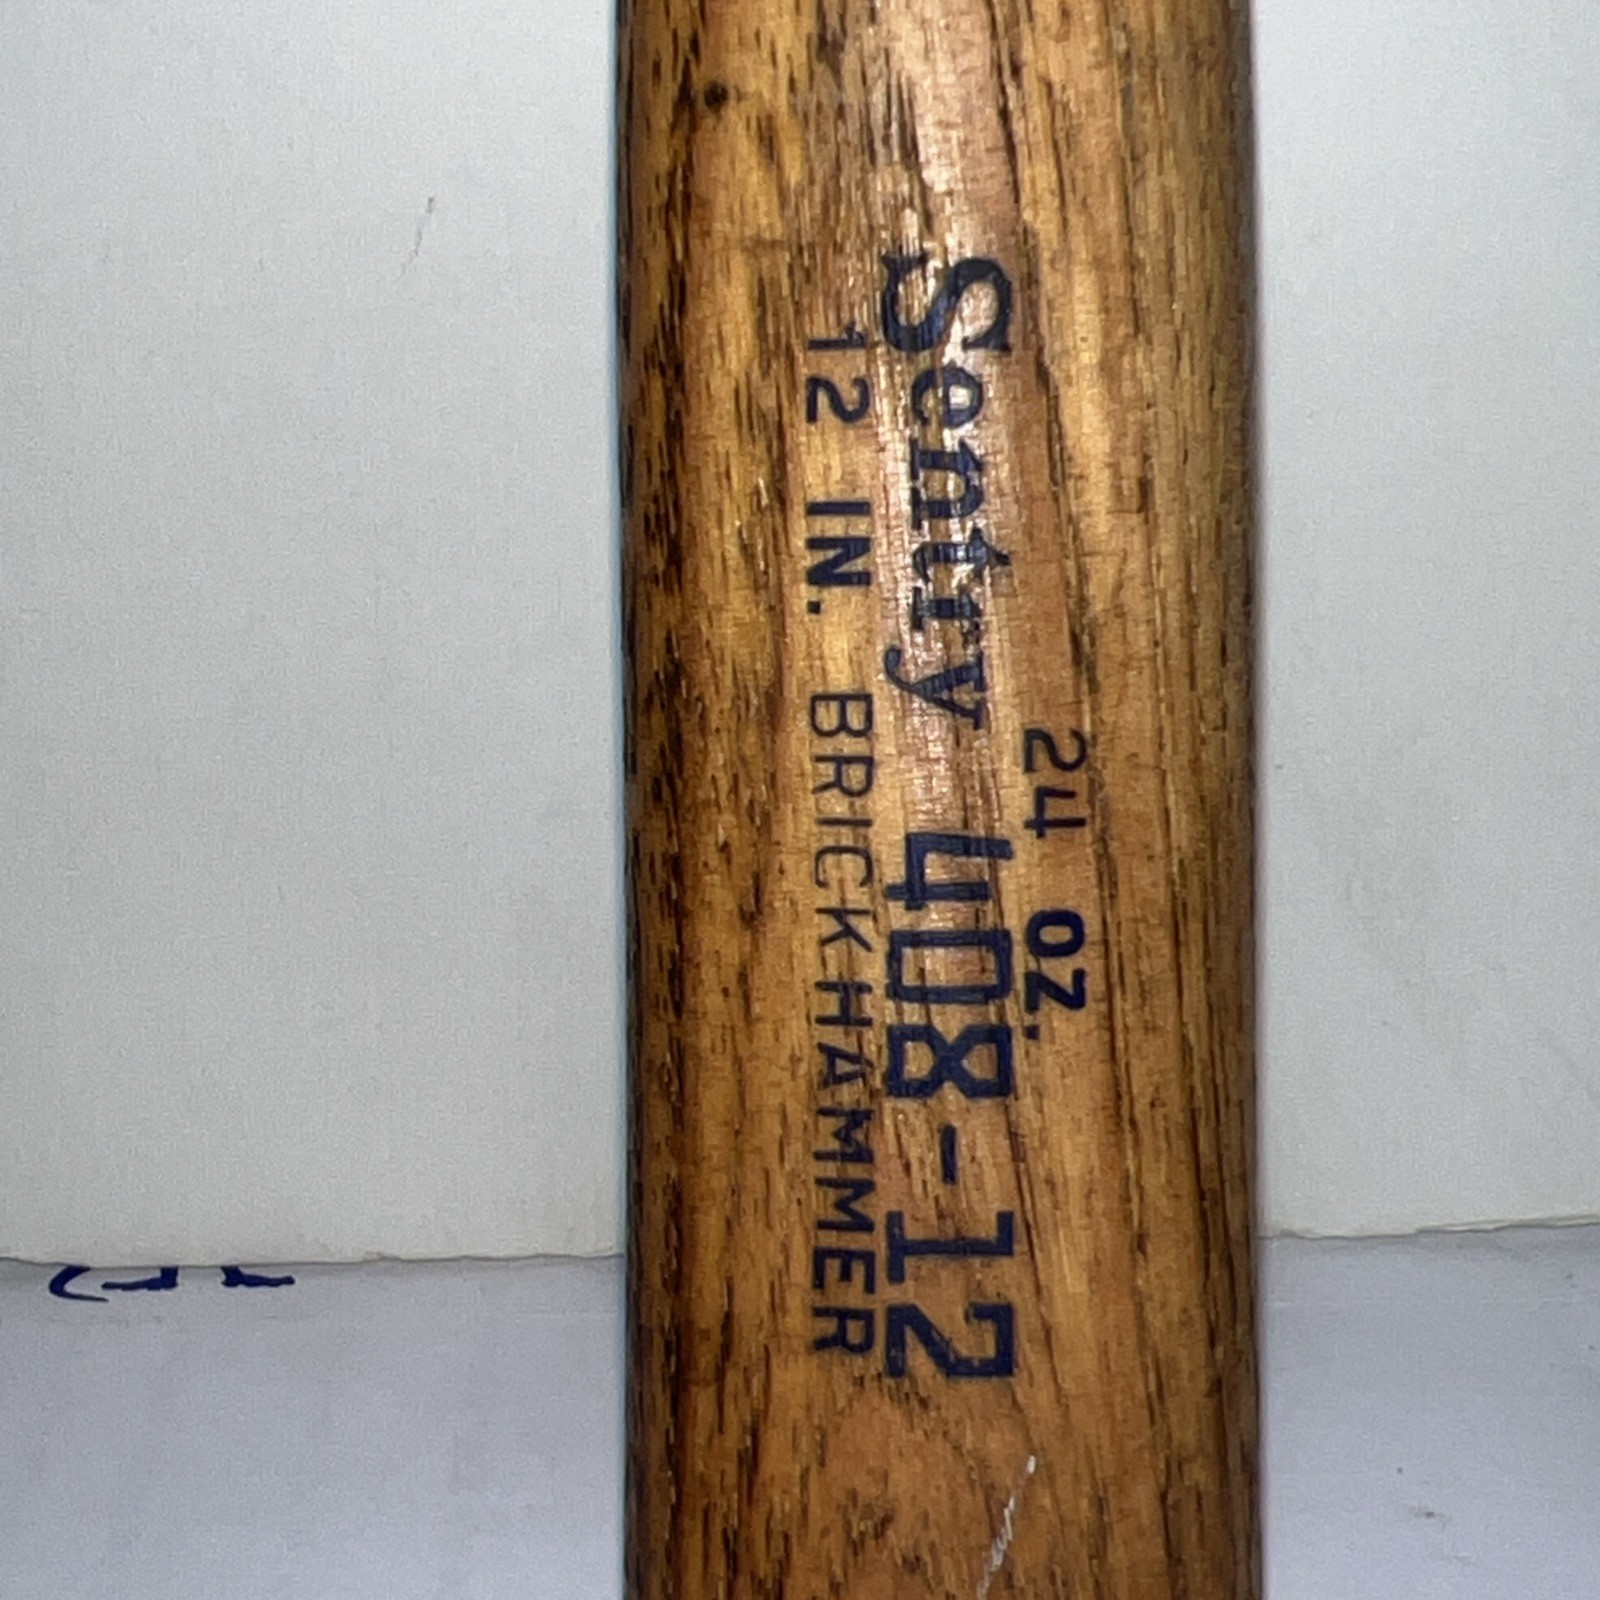 24 OZ.
Sentry 408-12
12 IN. BRICK HAMMER